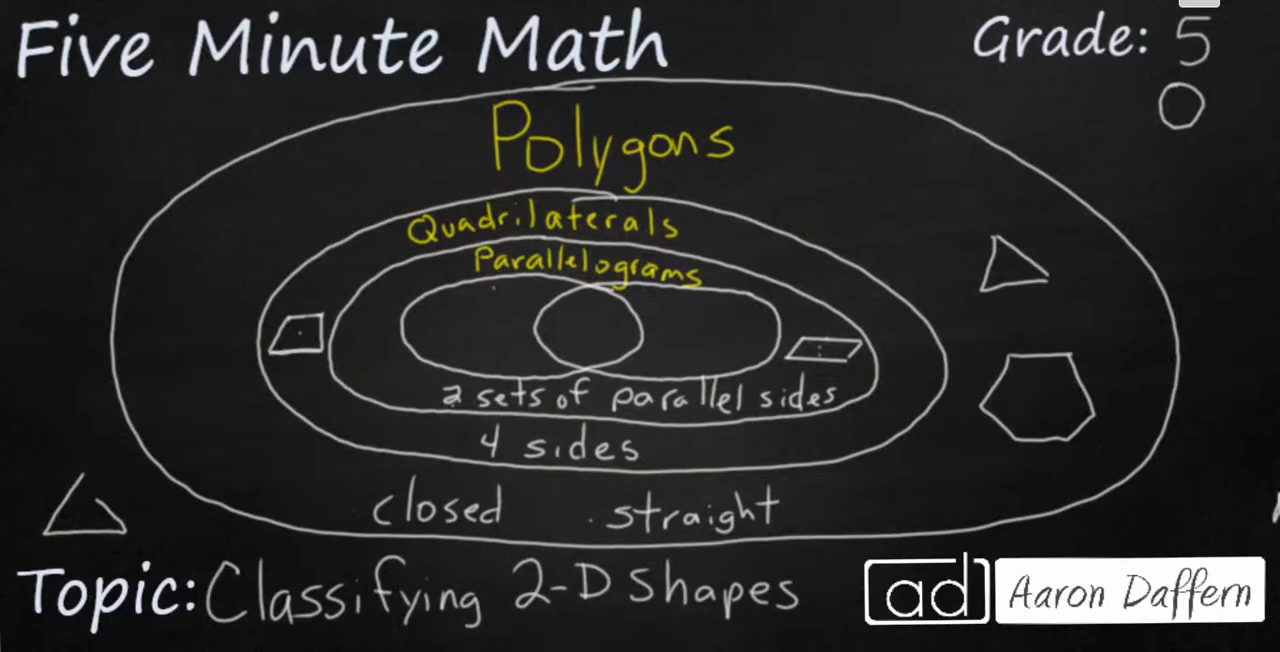 Five Minute Math
Grade: 5
Polygons
Quadrilaterals
Parallelograms
2 sets of parallel sides
4 sides
closed straight
Topic: Classifying 2-D Shapes
ad Aaron Daffern